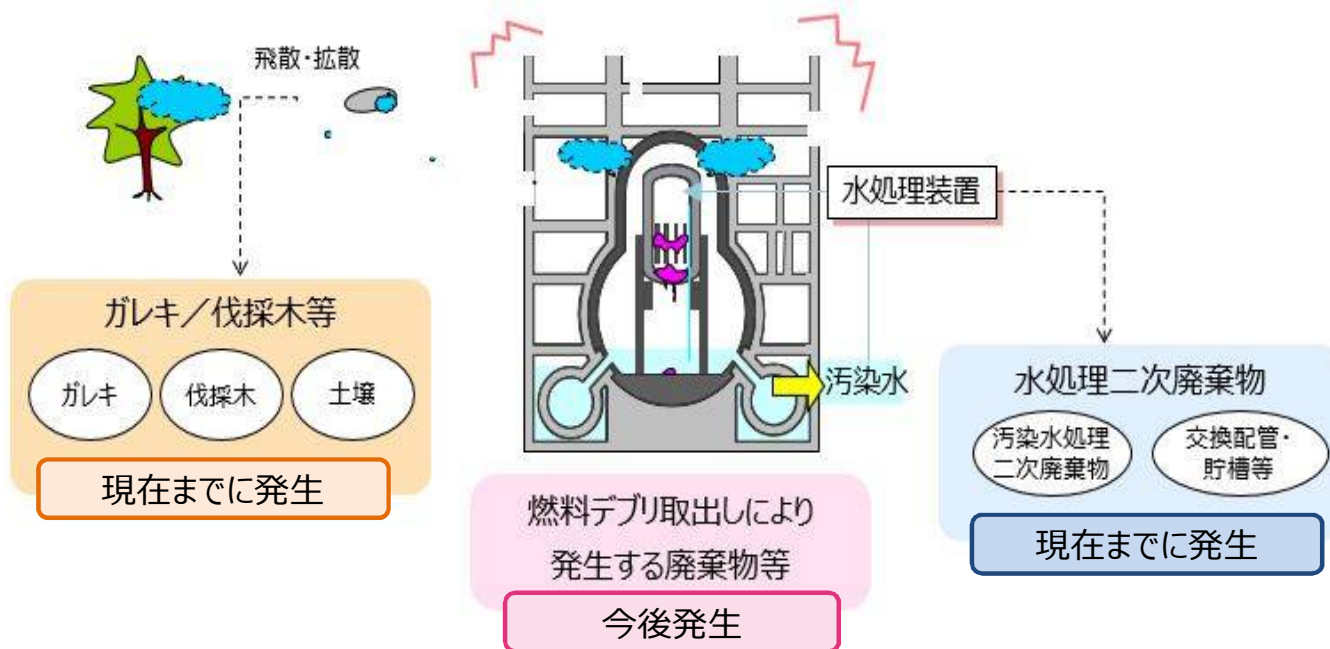 飛散・拡散
水処理装置
汚染水
ガレキ／伐採木等
ガレキ
伐採木
土壌
現在までに発生
燃料デブリ取出しにより
発生する廃棄物等
今後発生
水処理二次廃棄物
汚染水処理
二次廃棄物
交換配管・
貯槽等
現在までに発生